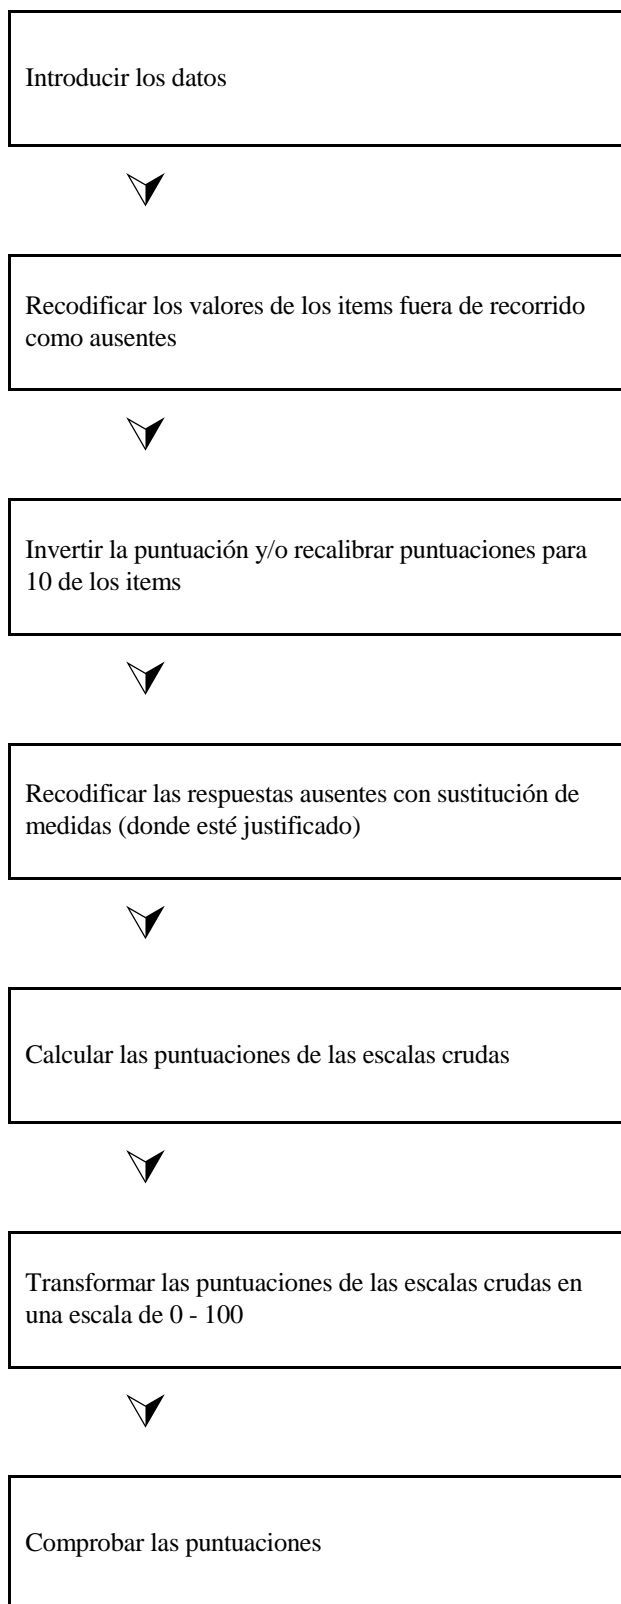 Introducir los datos
Recodificar los valores de los items fuera de recorrido
como ausentes
Invertir la puntuación y/o recalibrar puntuaciones para
10 de los items
Recodificar las respuestas ausentes con sustitución de
medidas (donde esté justificado)
Calcular las puntuaciones de las escalas crudas
Transformar las puntuaciones de las escalas crudas en
una escala de 0 - 100
Comprobar las puntuaciones